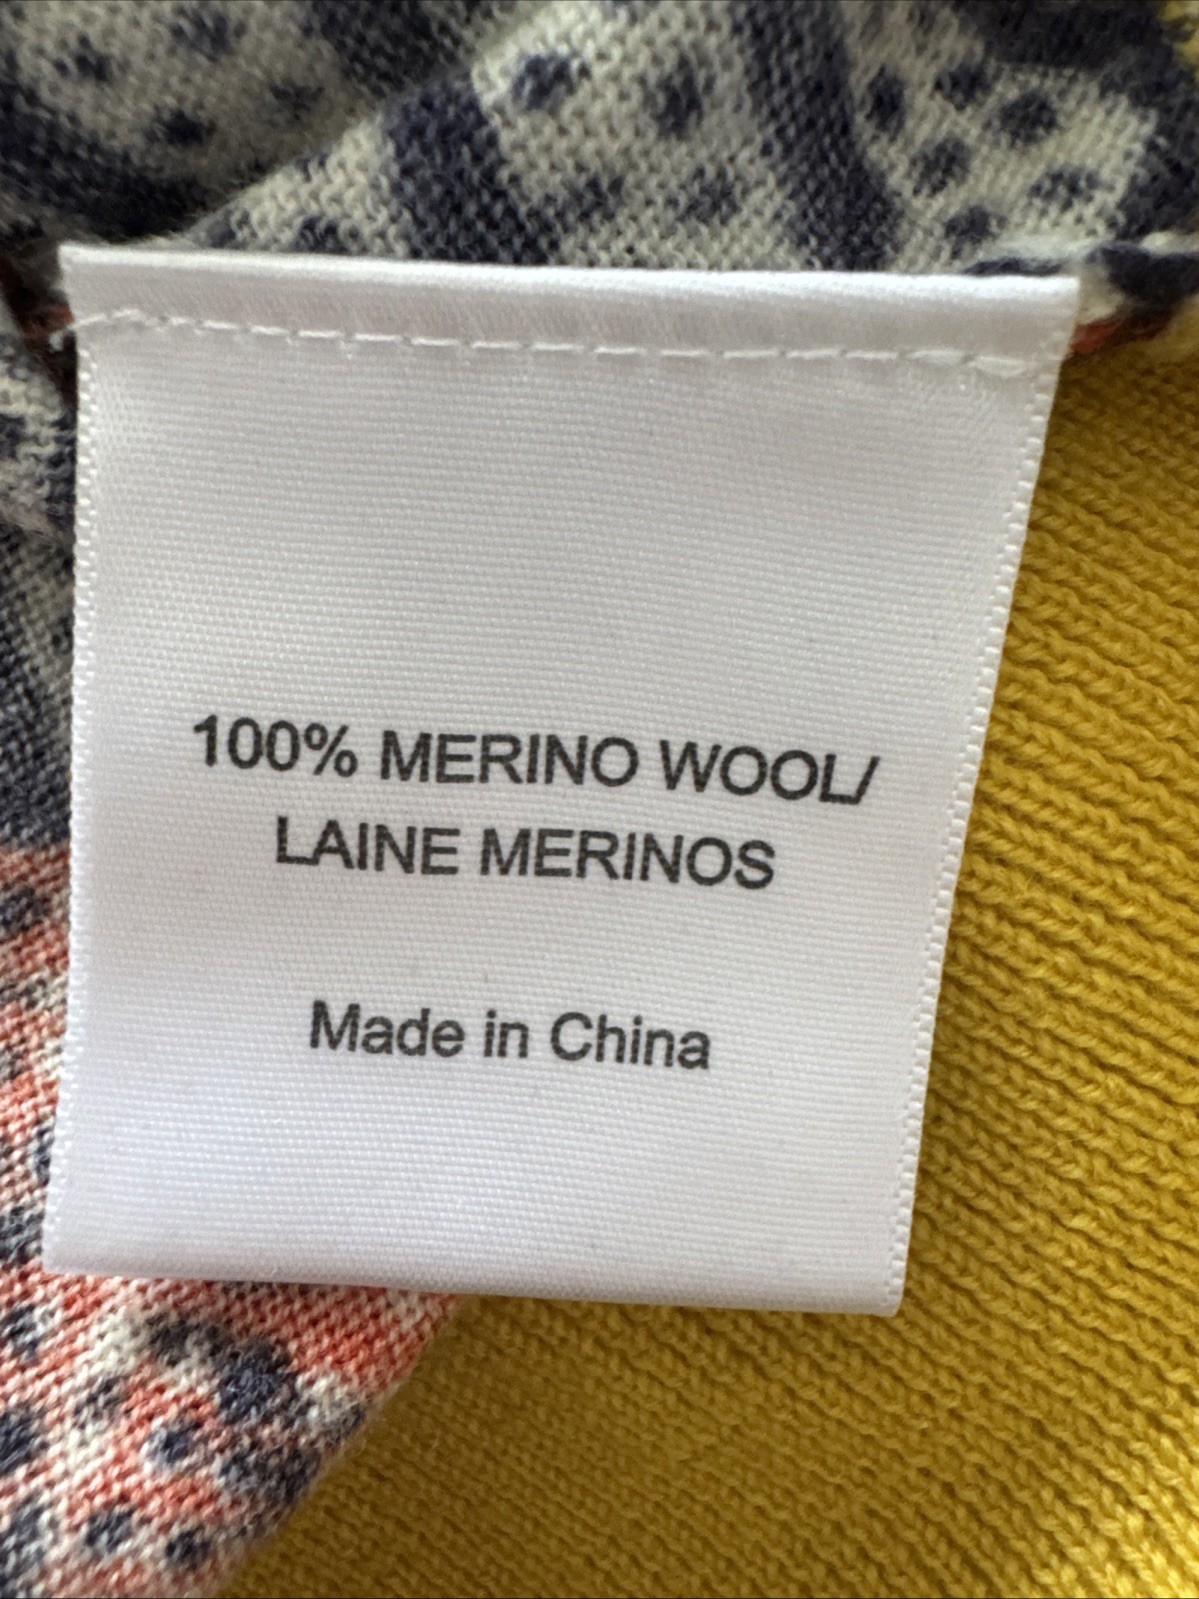 100% MERINO WOOL/
LAINE MERINOS
Made in China